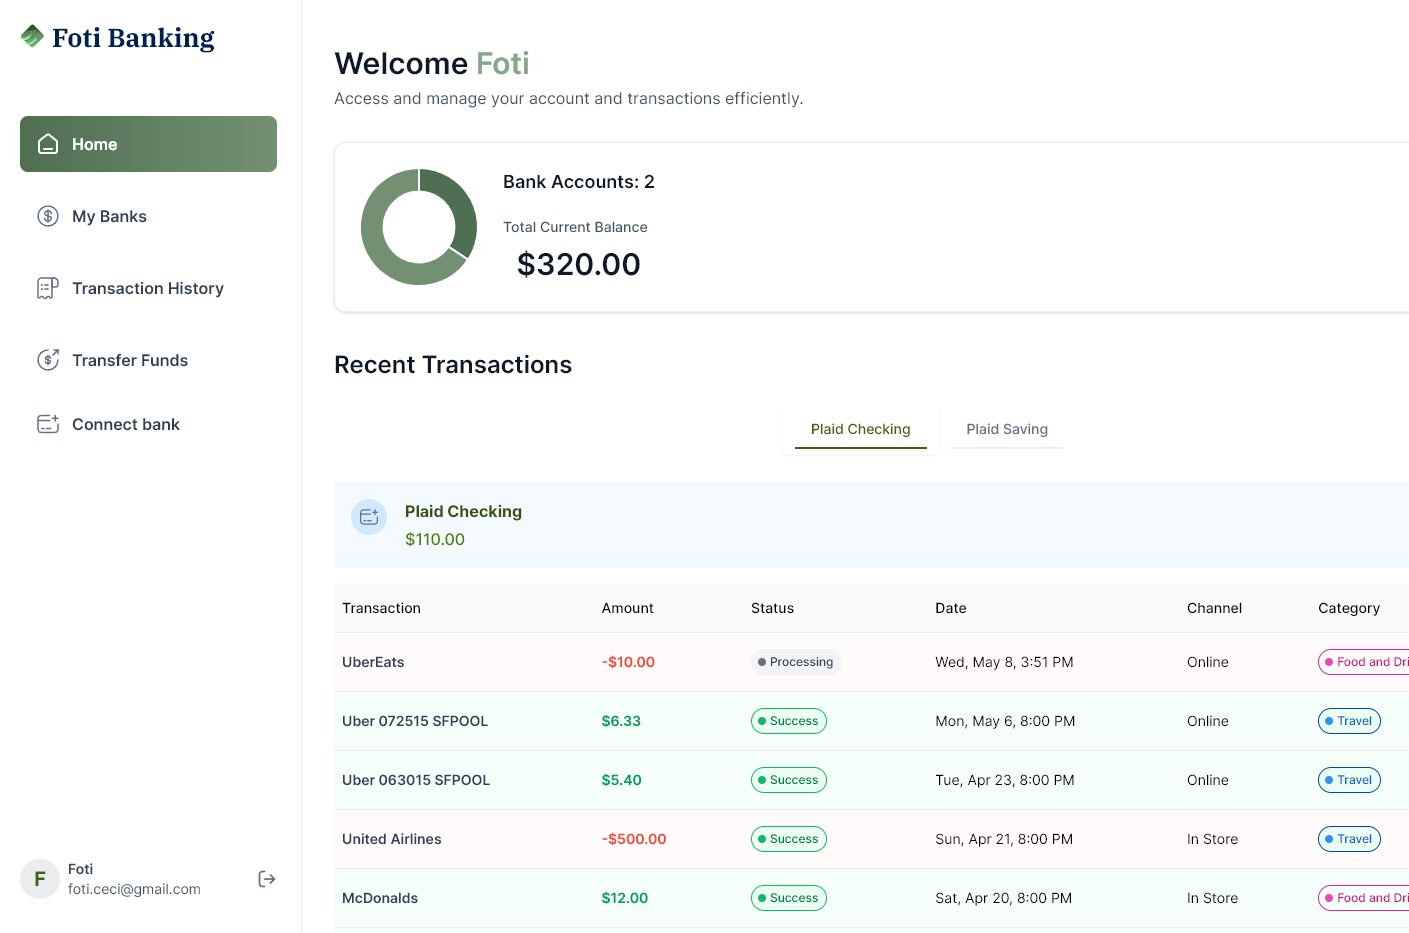 Foti Banking
Home
My Banks
Transaction History
Transfer Funds
Connect bank
F
Foti
foti.ceci@gmail.com
Welcome Foti
Access and manage your account and transactions efficiently.
Bank Accounts: 2
Total Current Balance
$320.00
Recent Transactions
Plaid Checking Plaid Saving
Plaid Checking
$110.00
Transaction Amount Status Date Channel Category
UberEats -$10.00 Processing Wed, May 8, 3:51 PM Online Food and Dri
Uber 072515 SFPOOL $6.33 Success Mon, May 6, 8:00 PM Online Travel
Uber 063015 SFPOOL $5.40 Success Tue, Apr 23, 8:00 PM Online Travel
United Airlines -$500.00 Success Sun, Apr 21, 8:00 PM In Store Travel
McDonalds $12.00 Success Sat, Apr 20, 8:00 PM In Store Food and Dri